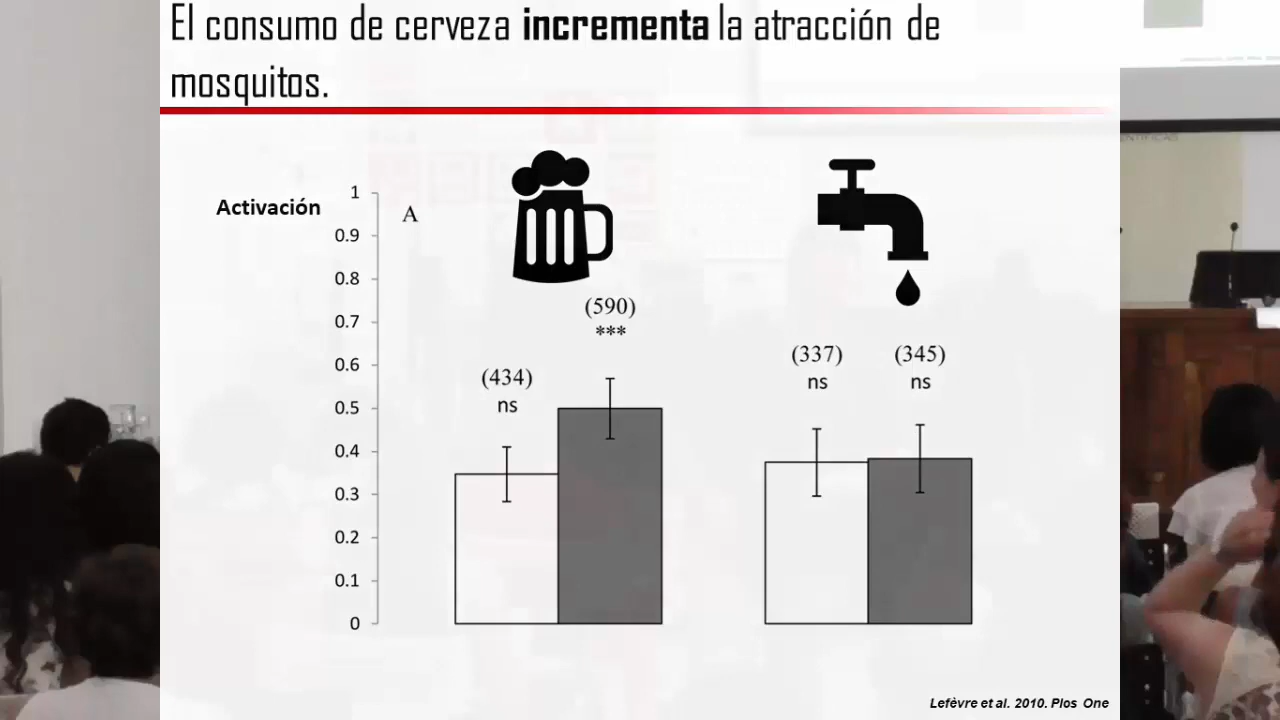 El consumo de cerveza incrementa la atracción de
mosquitos.
Activación
A
1
0.9
0.8
0.7
0.6
0.5
0.4
0.3
0.2
0.1
0
(434)
ns
(590)
***
(337)
ns
(345)
ns
Lefèvre et al. 2010. Plos One